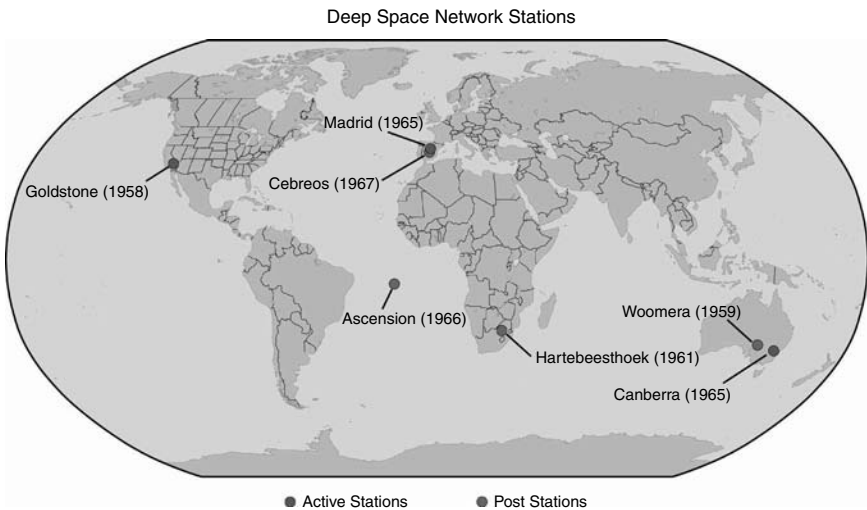 Deep Space Network Stations
Madrid (1965)
Goldstone (1958)
Cebreos (1967)
Ascension (1966)
Woomera (1959)
Hartebeesthoek (1961)
Canberra (1965)
Active Stations
Post Stations